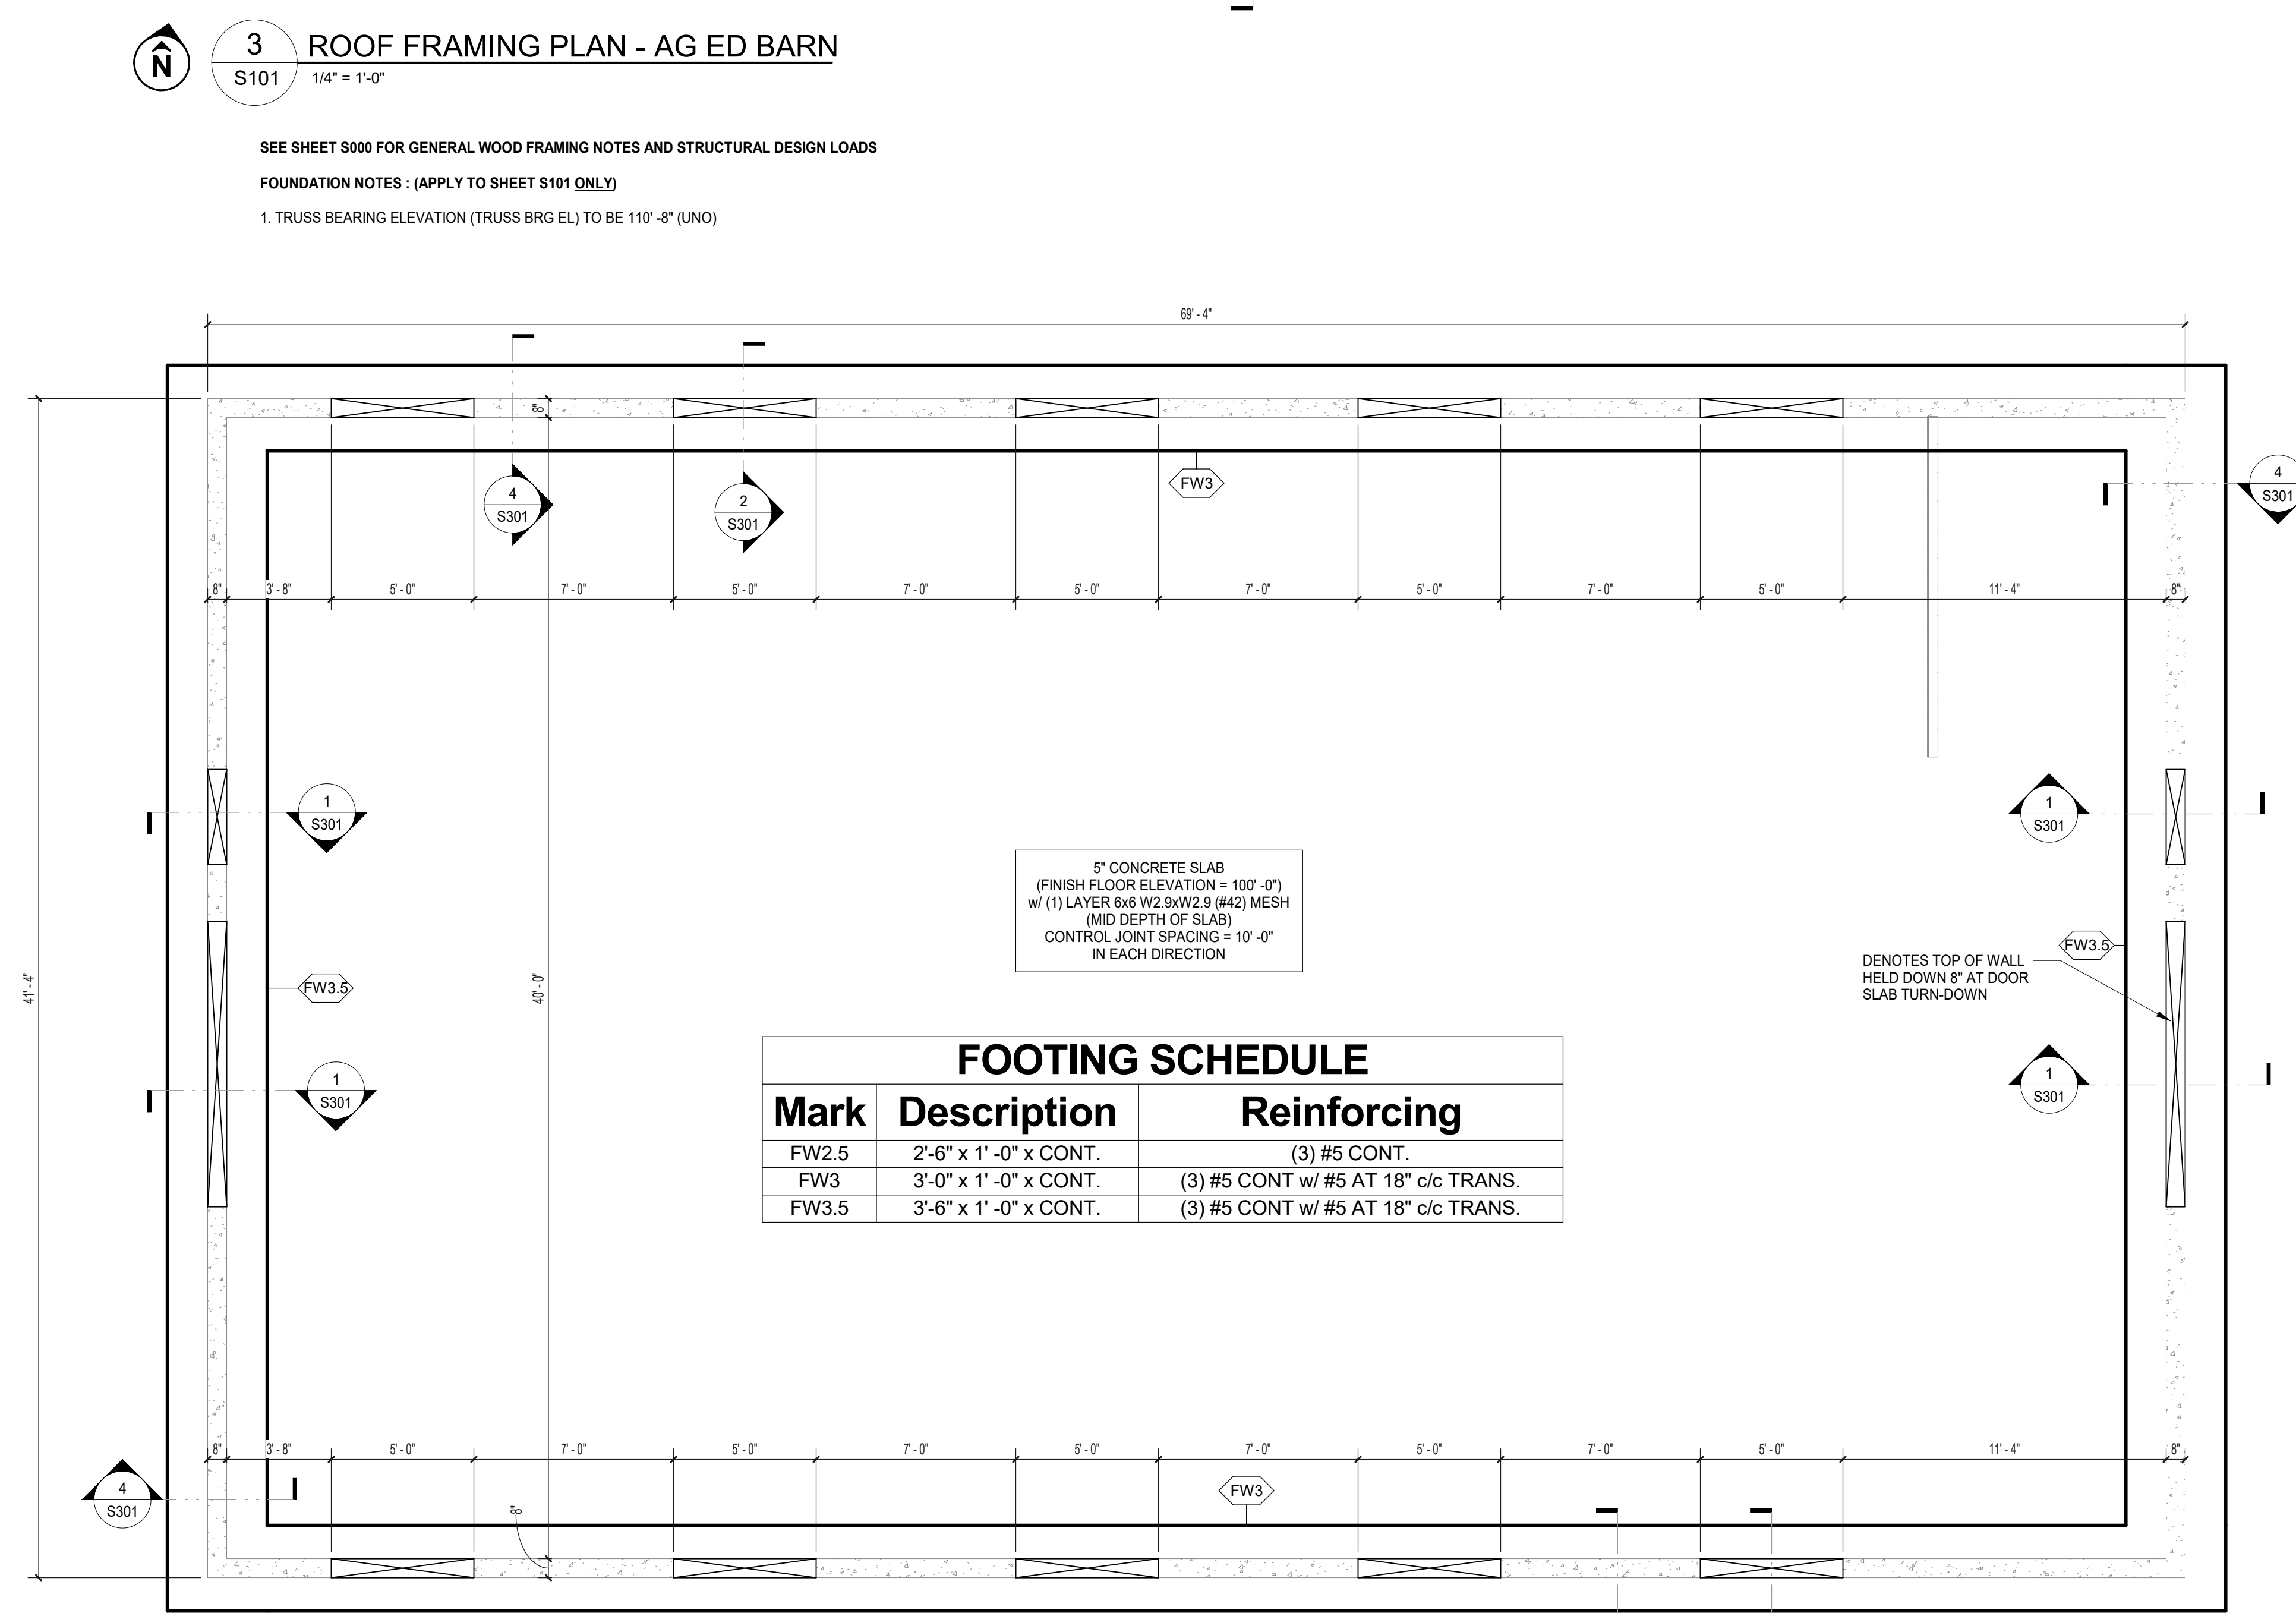 N
3
S101
ROOF FRAMING PLAN - AG ED BARN
1/4" = 1'-0"
SEE SHEET S000 FOR GENERAL WOOD FRAMING NOTES AND STRUCTURAL DESIGN LOADS
FOUNDATION NOTES : (APPLY TO SHEET S101 ONLY)
1. TRUSS BEARING ELEVATION (TRUSS BRG EL) TO BE 110' -8" (UNO)
69' - 4"
8"
4
S301
2
S301
FW3
4
S301
8" 3' - 8" 5' - 0" 7' - 0" 5' - 0" 7' - 0" 5' - 0" 7' - 0" 5' - 0" 7' - 0" 5' - 0" 11' - 4" 8"
1
S301
1
S301
5" CONCRETE SLAB
(FINISH FLOOR ELEVATION = 100' -0")
w/ (1) LAYER 6x6 W2.9xW2.9 (#42) MESH
(MID DEPTH OF SLAB)
CONTROL JOINT SPACING = 10' -0"
IN EACH DIRECTION
41' - 4"
FW3.5
40' - 0"
FW3.5
DENOTES TOP OF WALL
HELD DOWN 8" AT DOOR
SLAB TURN-DOWN
1
S301
1
S301
FOOTING SCHEDULE
Mark Description Reinforcing
FW2.5 2'-6" x 1' -0" x CONT. (3) #5 CONT.
FW3 3'-0" x 1' -0" x CONT. (3) #5 CONT w/ #5 AT 18" c/c TRANS.
FW3.5 3'-6" x 1' -0" x CONT. (3) #5 CONT w/ #5 AT 18" c/c TRANS.
8" 3' - 8" 5' - 0" 7' - 0" 5' - 0" 7' - 0" 5' - 0" 7' - 0" 5' - 0" 7' - 0" 5' - 0" 11' - 4" 8"
4
S301
8"
FW3